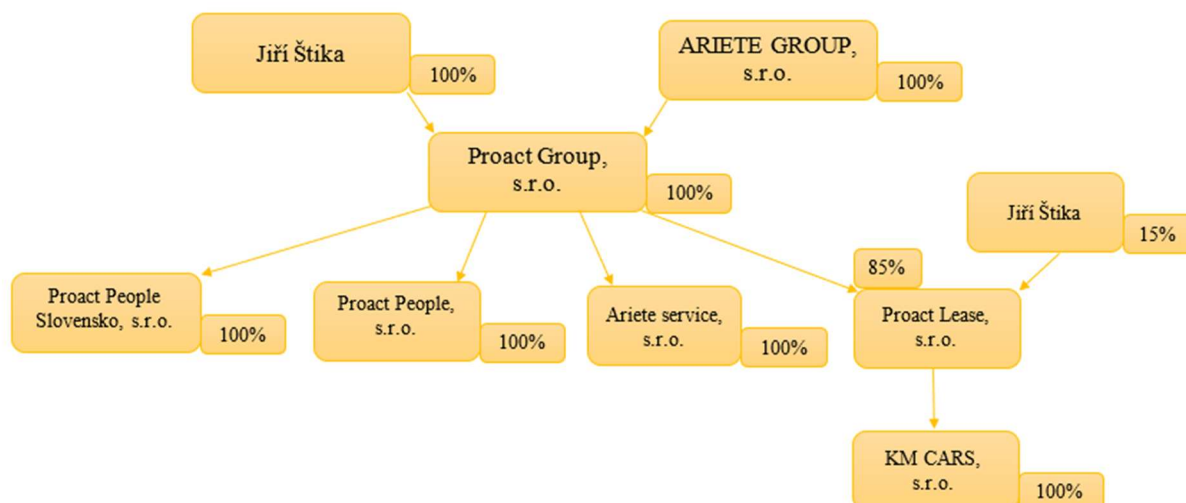 Jiří Štika
100%
ARIETE GROUP,
s.r.o.
100%
Proact Group,
s.r.o.
100%
Jiří Štika
15%
Proact People
Slovensko, s.r.o.
100%
Proact People,
s.r.o.
100%
Ariete service,
s.r.o.
100%
85%
Proact Lease,
s.r.o.
KM CARS,
s.r.o.
100%